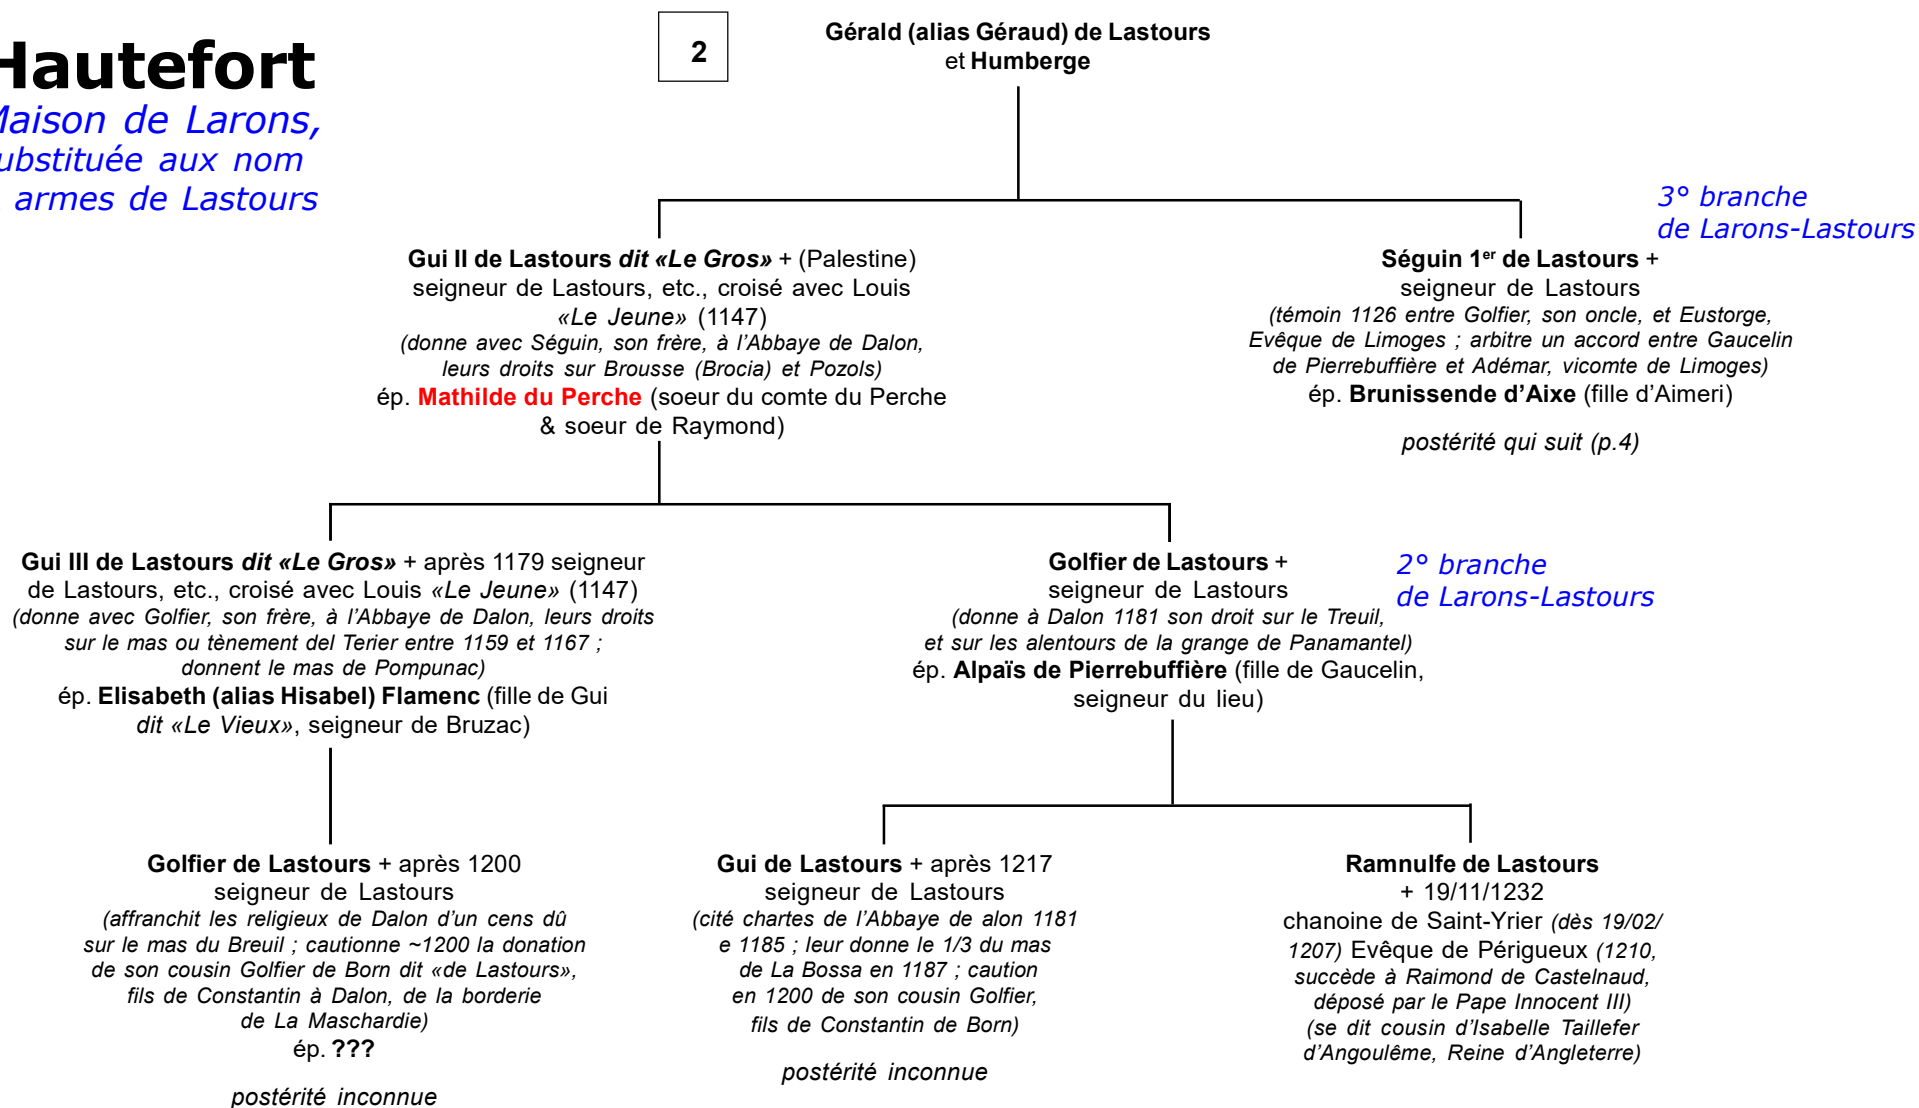 Hautefort
Maison de Larons,
substituée aux nom
armes de Lastours
2
Gérald (alias Géraud) de Lastours
et Humberge
3° branche
de Larons-Lastours
Gui II de Lastours dit «Le Gros» + (Palestine)
seigneur de Lastours, etc., croisé avec Louis
«Le Jeune» (1147)
(donne avec Séguin, son frère, à l'Abbaye de Dalon,
leurs droits sur Brousse (Brocia) et Pozols)
ép. Mathilde du Perche (soeur du comte du Perche
& soeur de Raymond)
Séguin 1er de Lastours +
seigneur de Lastours
(témoin 1126 entre Golfier, son oncle, et Eustorge,
Evêque de Limoges ; arbitre un accord entre Gaucelin
de Pierrebuffière et Adémar, vicomte de Limoges)
ép. Brunissende d'Aixe (fille d'Aimeri)
postérité qui suit (p.4)
Gui III de Lastours dit «Le Gros» + après 1179 seigneur
de Lastours, etc., croisé avec Louis «Le Jeune» (1147)
(donne avec Golfier, son frère, à l'Abbaye de Dalon, leurs droits
sur le mas ou tènement del Terier entre 1159 et 1167 ;
donnent le mas de Pompunac)
ép. Elisabeth (alias Hisabel) Flamenc (fille de Gui
dit «Le Vieux», seigneur de Bruzac)
Golfier de Lastours +
seigneur de Lastours
(donne à Dalon 1181 son droit sur le Treuil,
et sur les alentours de la grange de Panamantel)
ép. Alpaïs de Pierrebuffière (fille de Gaucelin,
seigneur du lieu)
2° branche
de Larons-Lastours
Golfier de Lastours + après 1200
seigneur de Lastours
(affranchit les religieux de Dalon d'un cens dû
sur le mas du Breuil ; cautionne ~1200 la donation
de son cousin Golfier de Born dit «de Lastours»,
fils de Constantin à Dalon, de la borderie
de La Maschardie)
ép. ???
postérité inconnue
Gui de Lastours + après 1217
seigneur de Lastours
(cité chartes de l'Abbaye de alon 1181
e 1185 ; leur donne le 1/3 du mas
de La Bossa en 1187 ; caution
en 1200 de son cousin Golfier,
fils de Constantin de Born)
postérité inconnue
Ramnulfe de Lastours
+ 19/11/1232
chanoine de Saint-Yrier (dès 19/02/
1207) Evêque de Périgueux (1210,
succède à Raimond de Castelnaud,
déposé par le Pape Innocent III)
(se dit cousin d'Isabelle Taillefer
d'Angoulême, Reine d'Angleterre)